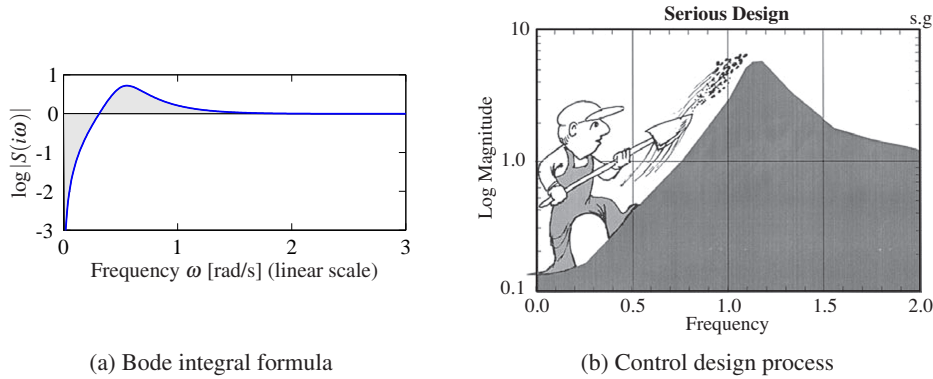 1
0
-1
-2
-3
log |S(iω)|
0 1 2 3
Frequency ω [rad/s] (linear scale)
(a) Bode integral formula
Serious Design
s.g
10
1.0
0.1
Log Magnitude
0.0 0.5 1.0 1.5 2.0
Frequency
(b) Control design process